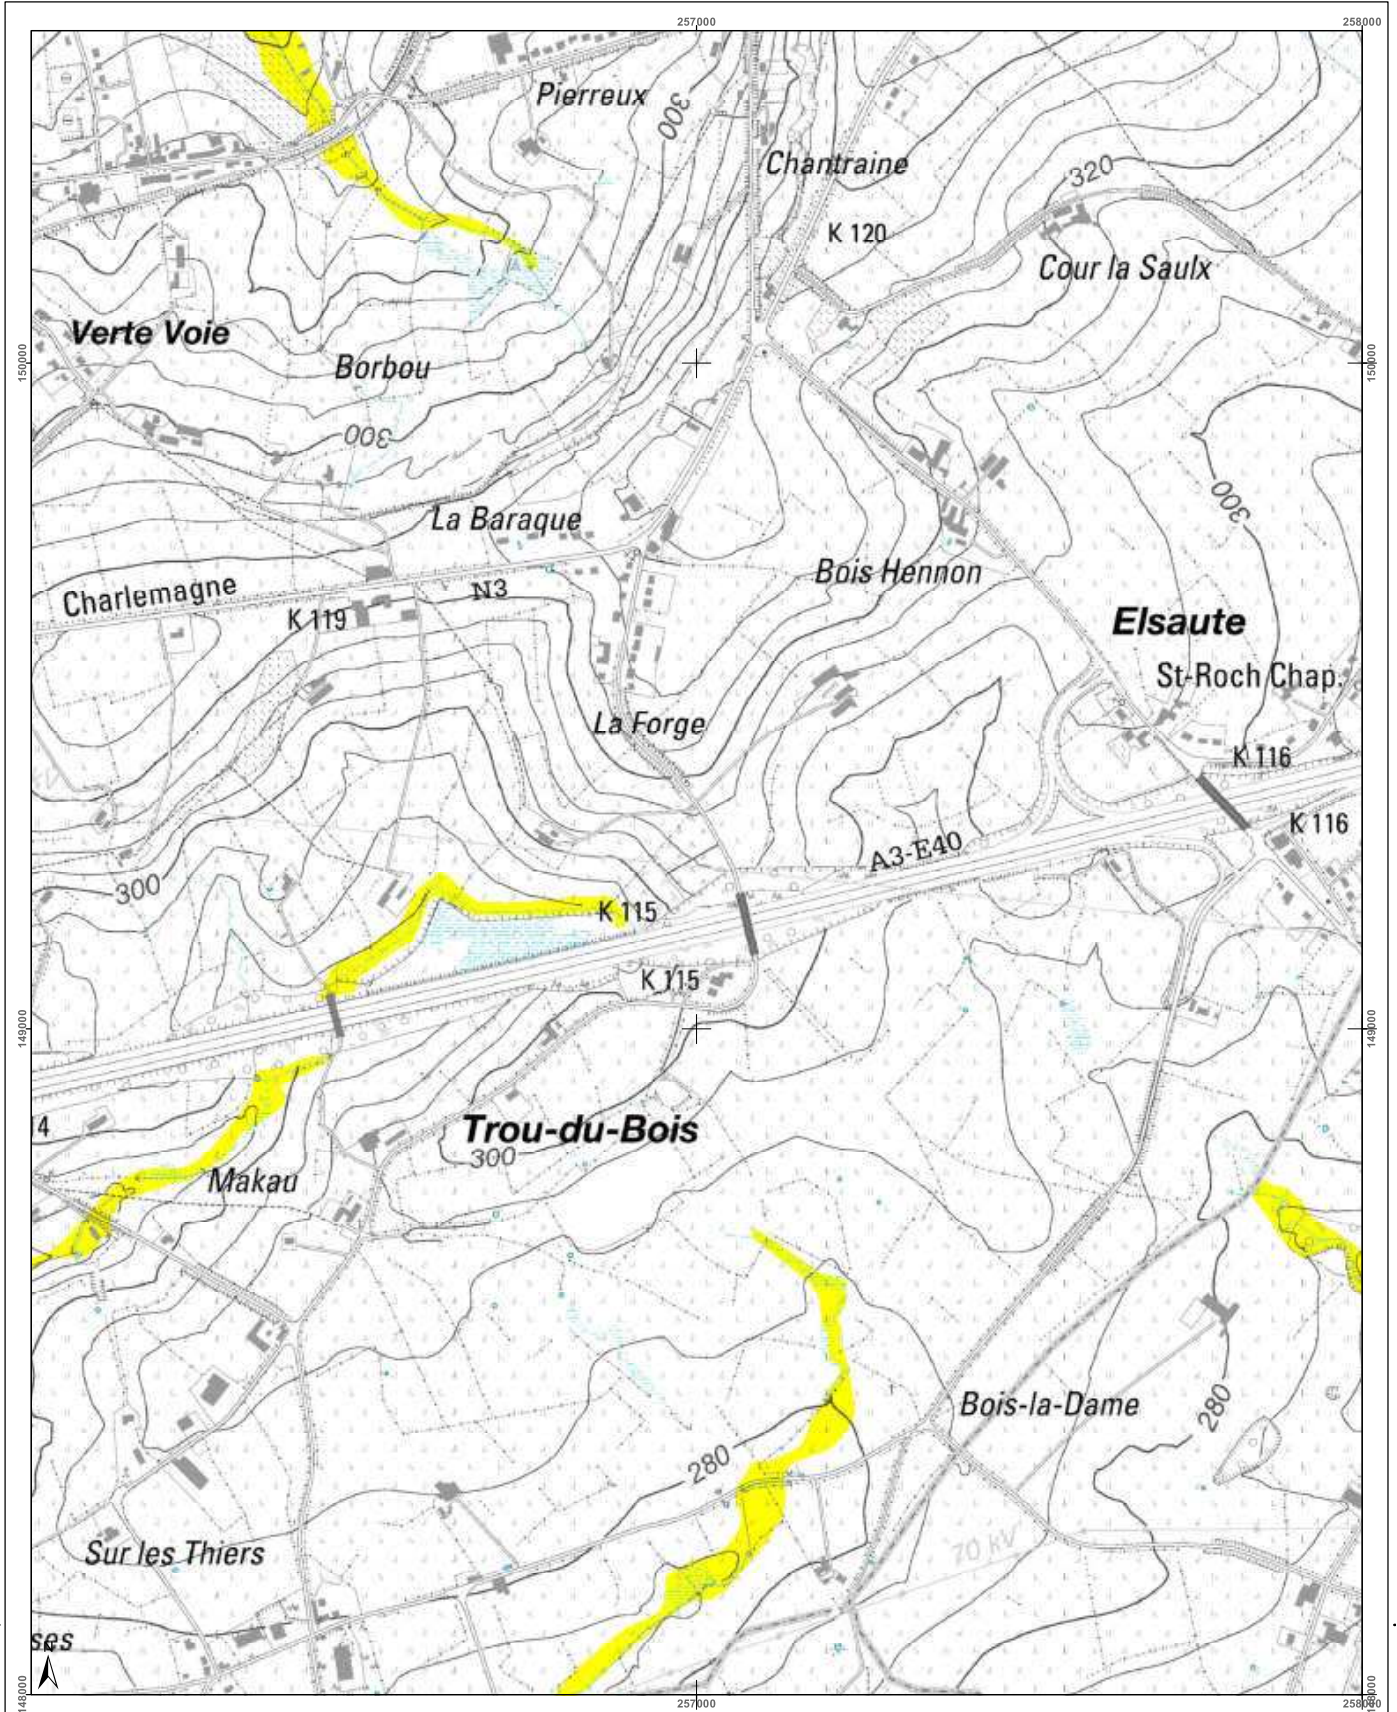 257000
258000
Pierreux
300
Chantraine
320
K 120
Cour la Saulx
Verte Voie
150000
150000
Borbou
300
300
La Baraque
Bois Hennon
Charlemagne
N3
K 119
Elsaute
St-Roch Chap.
La Forge
K 116
K 116
A3-E40
300
K 115
K 115
149000
149000
14
Trou-du-Bois
300
Makau
Bois-la-Dame
280
280
70 kV
Sur les Thiers
ses
N
148000
257000
258000
148000